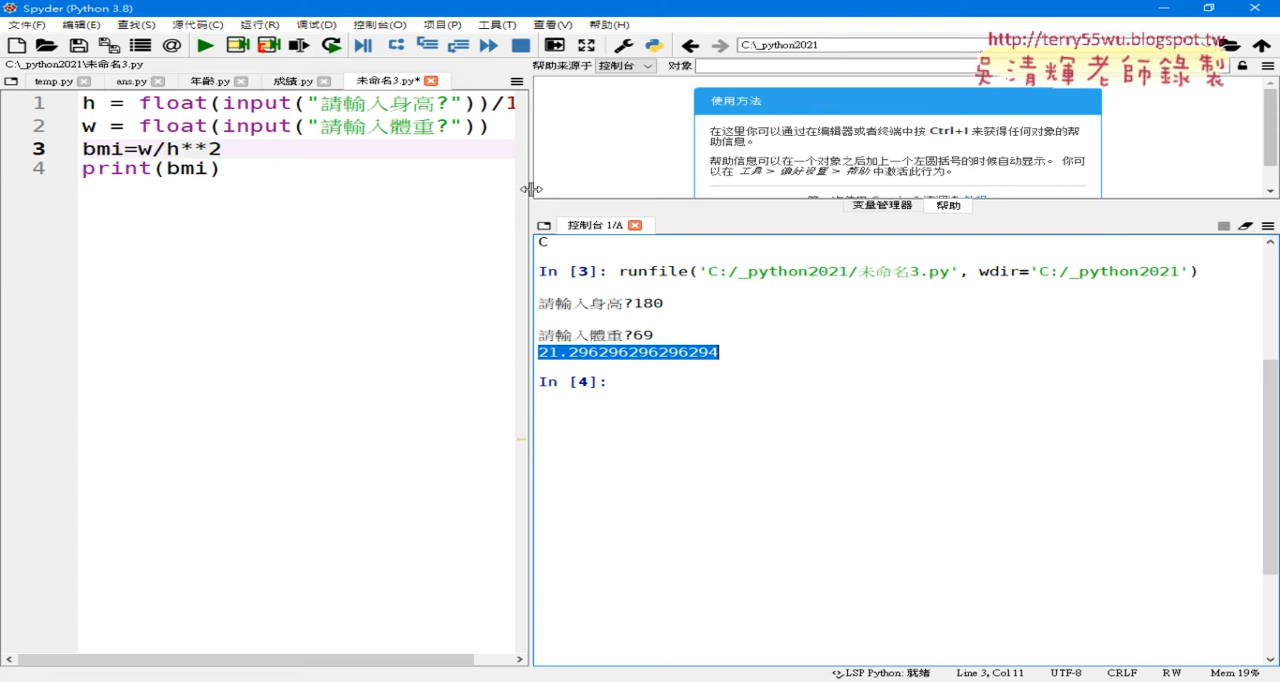 Spyder (Python 3.8)
文件(F) 编辑(E) 查找(S) 源代码(C) 运行(R) 调试(D) 控制台(O) 项目(P) 工具(T) 查看(V) 帮助(H)
C:\_python2021
http://terry55wu.blogspot.tw
吳清輝老師錄製
C:\_python2021\未命名3.py
帮助来源于 控制台 对象
temp.py ans.py 年齡.py 成績.py 未命名3.py*
1 h = float(input("請輸入身高?"))/1
2 w = float(input("請輸入體重?"))
3 bmi=w/h**2
4 print(bmi)
使用方法
在这里你可以通过在编辑器或者终端中按 Ctrl+I 来获得任何对象的帮
助信息。
帮助信息可以在一个对象之后加上一个左圆括号的时候自动显示。 你可
以在 工具 > 偏好设置 > 帮助 中激活此行为。
变量管理器 帮助
控制台 1/A
C
In [3]: runfile('C:/_python2021/未命名3.py', wdir='C:/_python2021')
請輸入身高?180
請輸入體重?69
21.296296296296294
In [4]:
LSP Python: 就绪 Line 3, Col 11 UTF-8 CRLF RW Mem 19%